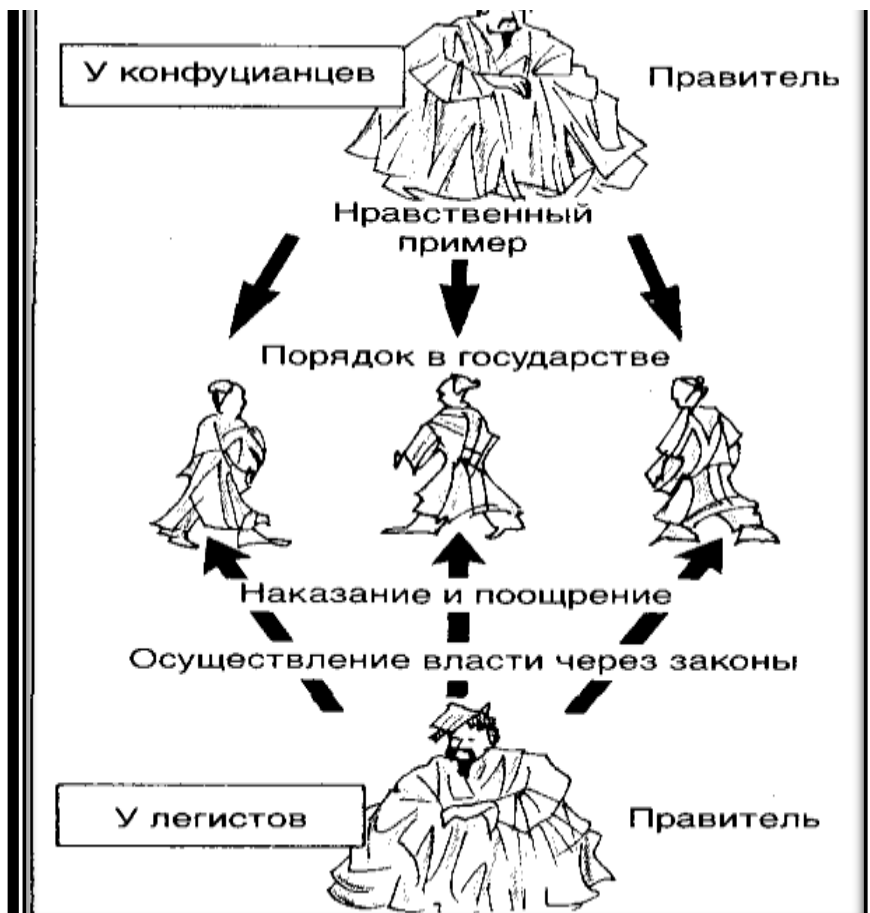 У конфуцианцев
Правитель
Нравственный
пример
Порядок в государстве
Наказание и поощрение
Осуществление власти через законы
У легистов
Правитель